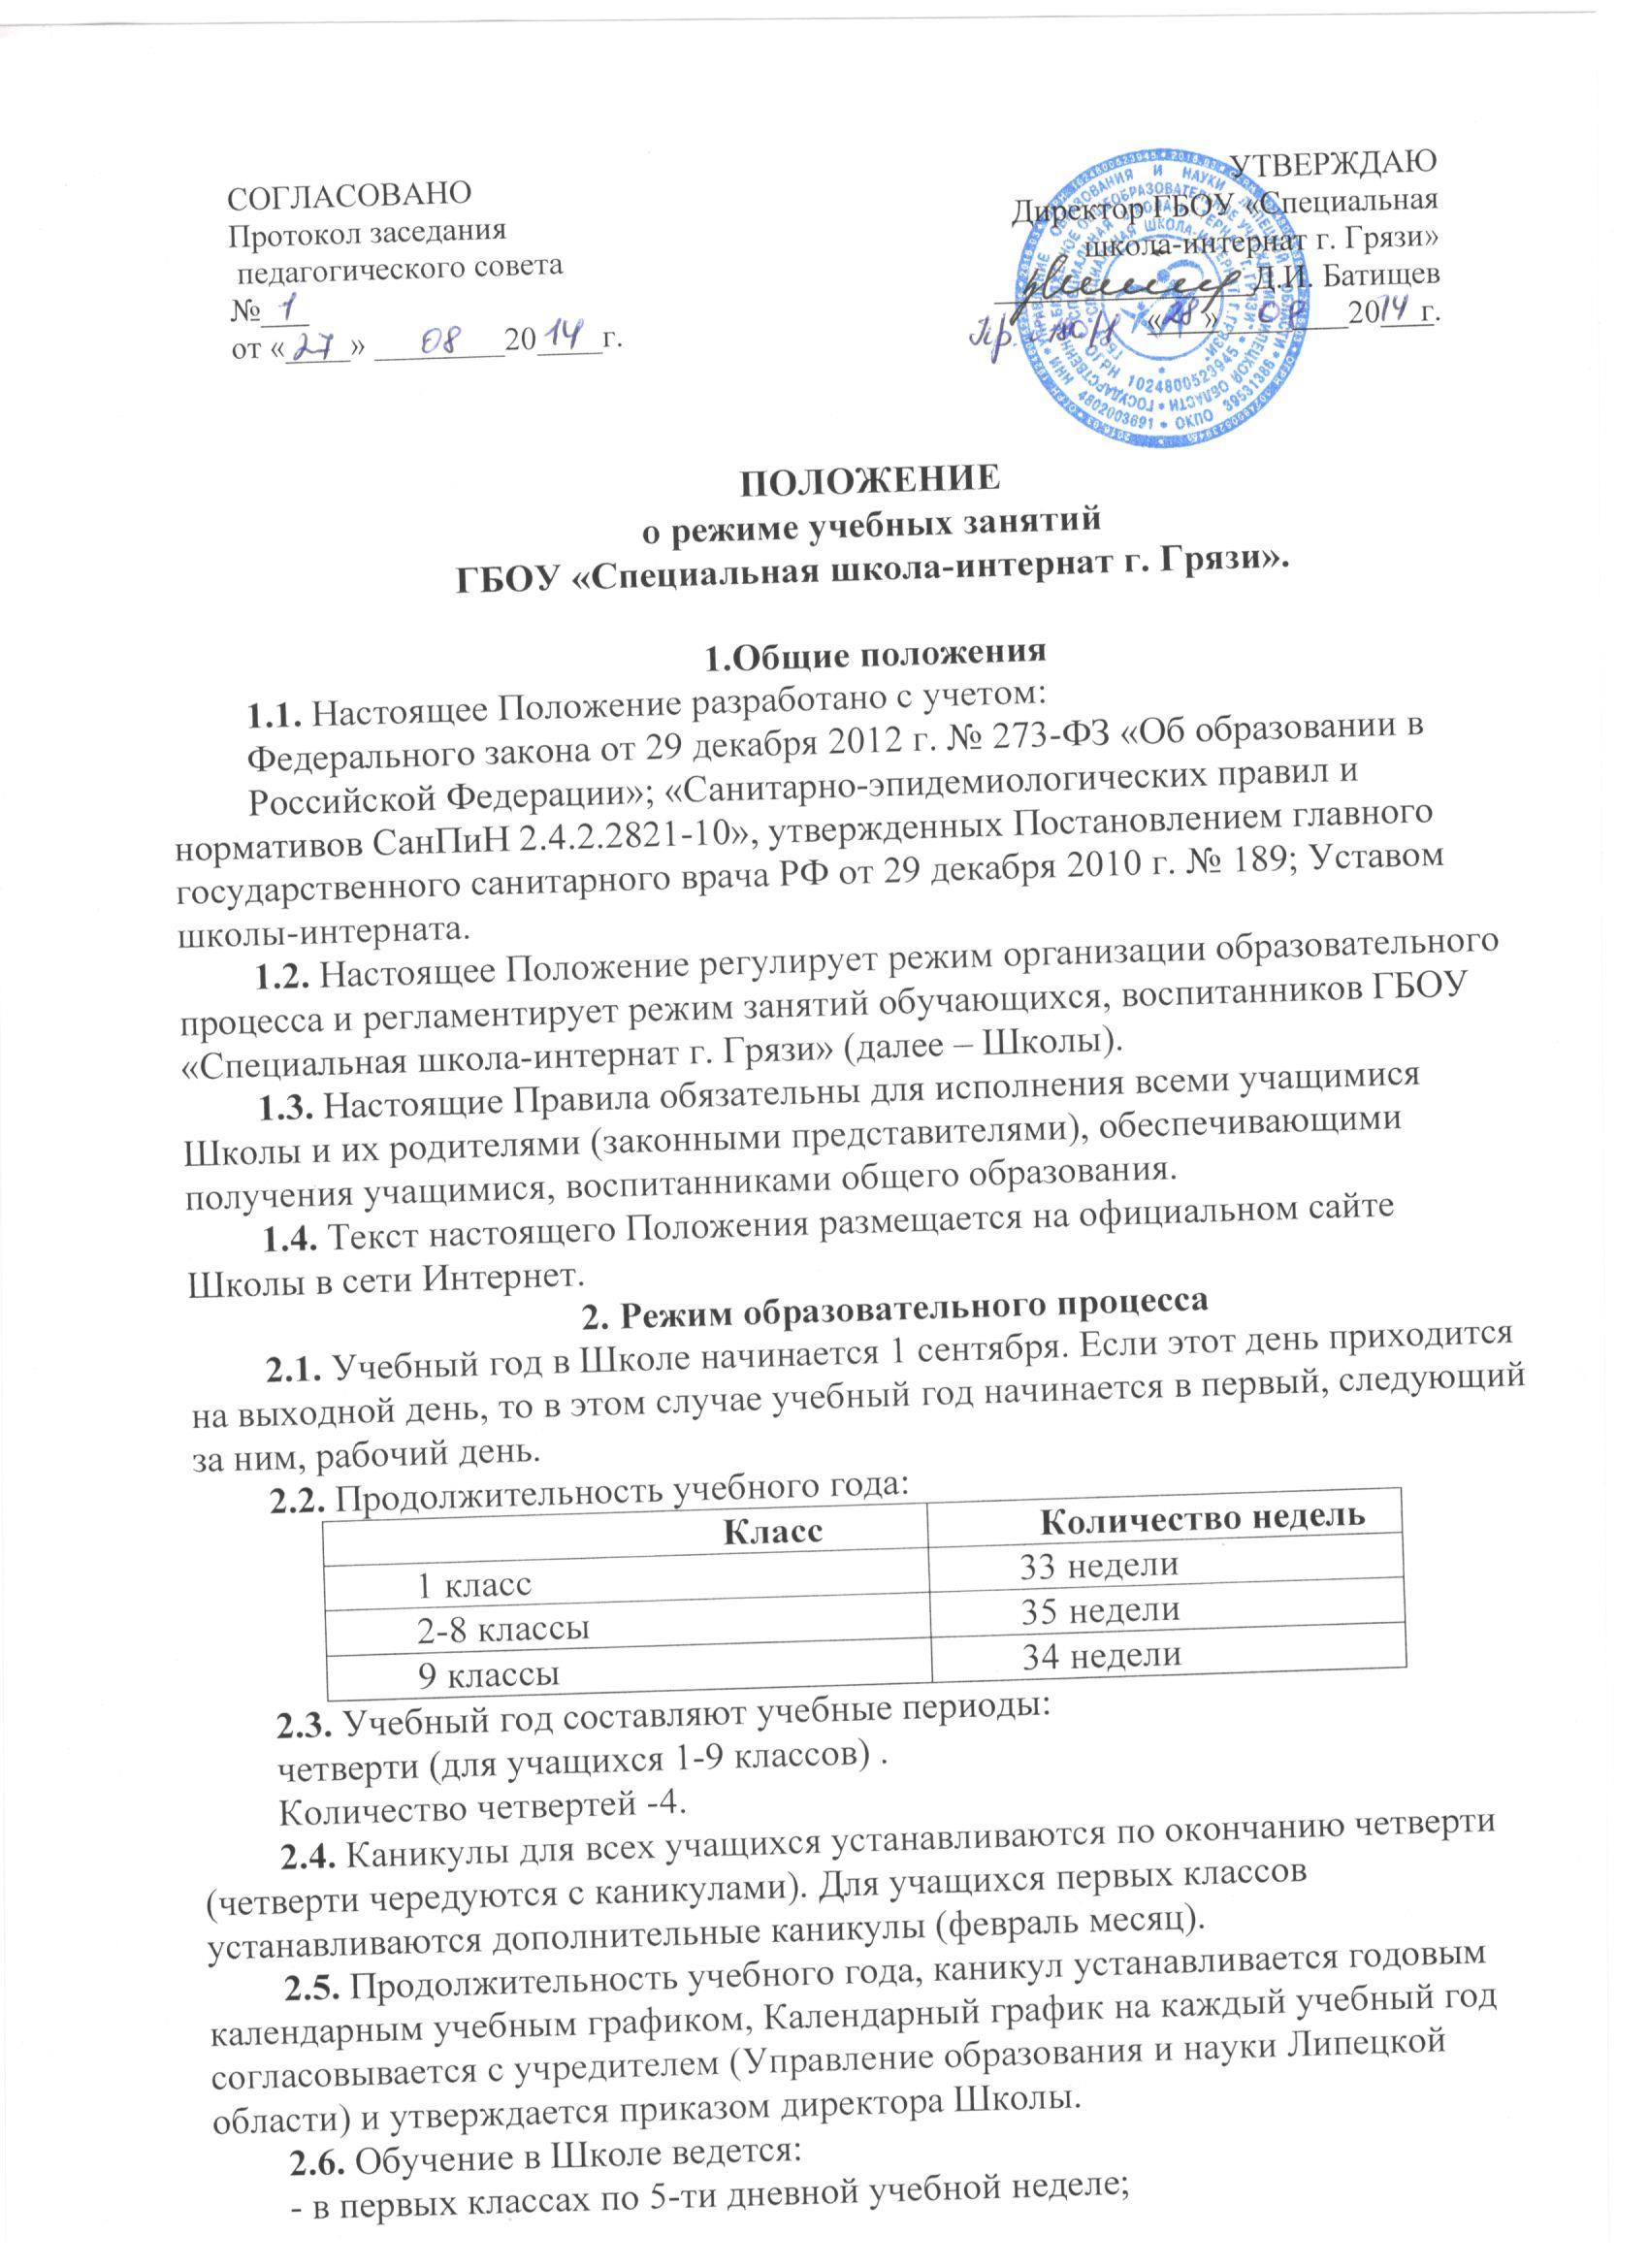 СОГЛАСОВАНО
Протокол заседания
педагогического совета
№ 1
от «27» 08 2014 г.
УТВЕРЖДАЮ
Директор ГБОУ «Специальная
школа-интернат г. Грязи»
Д.И. Батищев
Пр. «28» 08 2014 г.
ПОЛОЖЕНИЕ
о режиме учебных занятий
ГБОУ «Специальная школа-интернат г. Грязи».
1.Общие положения
1.1. Настоящее Положение разработано с учетом:
Федерального закона от 29 декабря 2012 г. № 273-ФЗ «Об образовании в
Российской Федерации»; «Санитарно-эпидемиологических правил и
нормативов СанПиН 2.4.2.2821-10», утвержденных Постановлением главного
государственного санитарного врача РФ от 29 декабря 2010 г. № 189; Уставом
школы-интерната.
1.2. Настоящее Положение регулирует режим организации образовательного
процесса и регламентирует режим занятий обучающихся, воспитанников ГБОУ
«Специальная школа-интернат г. Грязи» (далее – Школы).
1.3. Настоящие Правила обязательны для исполнения всеми учащимися
Школы и их родителями (законными представителями), обеспечивающими
получения учащимися, воспитанниками общего образования.
1.4. Текст настоящего Положения размещается на официальном сайте
Школы в сети Интернет.
2. Режим образовательного процесса
2.1. Учебный год в Школе начинается 1 сентября. Если этот день приходится
на выходной день, то в этом случае учебный год начинается в первый, следующий
за ним, рабочий день.
2.2. Продолжительность учебного года:
Класс Количество недель
1 класс 33 недели
2-8 классы 35 недели
9 классы 34 недели
2.3. Учебный год составляют учебные периоды:
четверти (для учащихся 1-9 классов) .
Количество четвертей -4.
2.4. Каникулы для всех учащихся устанавливаются по окончанию четверти
(четверти чередуются с каникулами). Для учащихся первых классов
устанавливаются дополнительные каникулы (февраль месяц).
2.5. Продолжительность учебного года, каникул устанавливается годовым
календарным учебным графиком, Календарный график на каждый учебный год
согласовывается с учредителем (Управление образования и науки Липецкой
области) и утверждается приказом директора Школы.
2.6. Обучение в Школе ведется:
- в первых классах по 5-ти дневной учебной неделе;